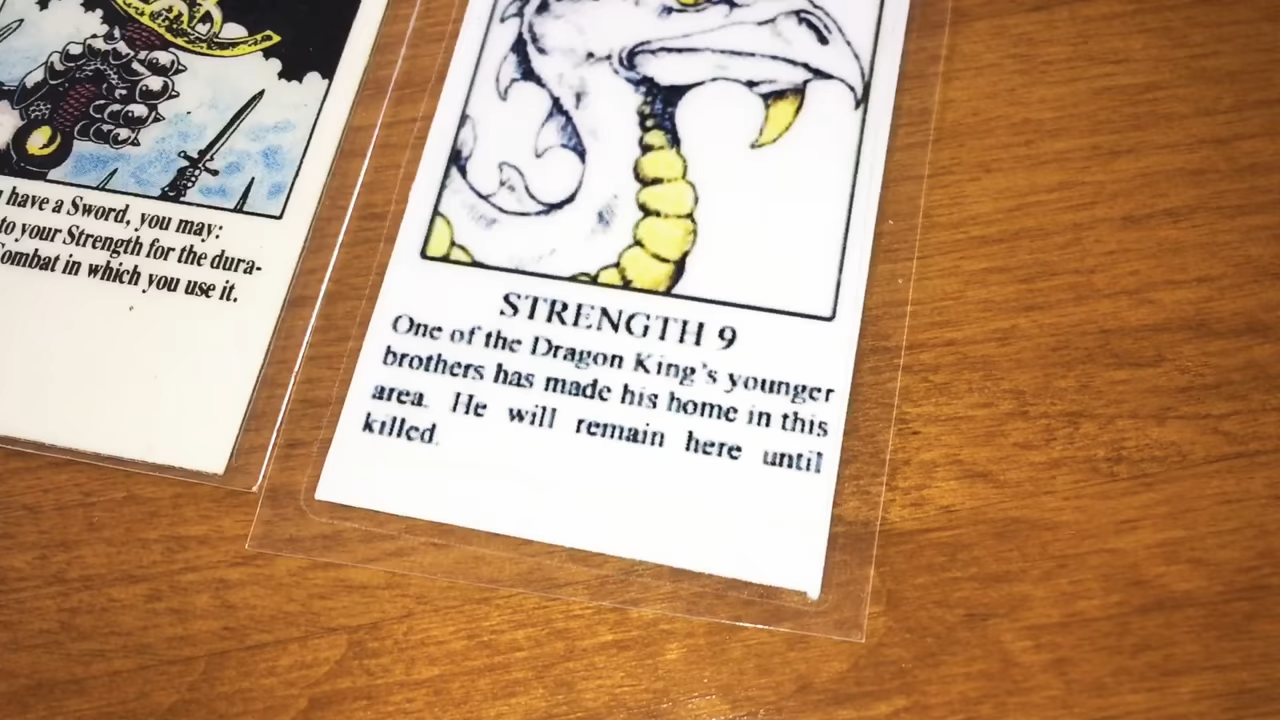 have a Sword, you may:
to your Strength for the dura-
ombat in which you use it.
STRENGTH 9
One of the Dragon King's younger
brothers has made his home in this
area. He will remain here until
killed.